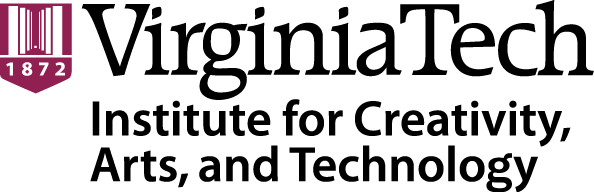 1872
VirginiaTech
Institute for Creativity,
Arts, and Technology